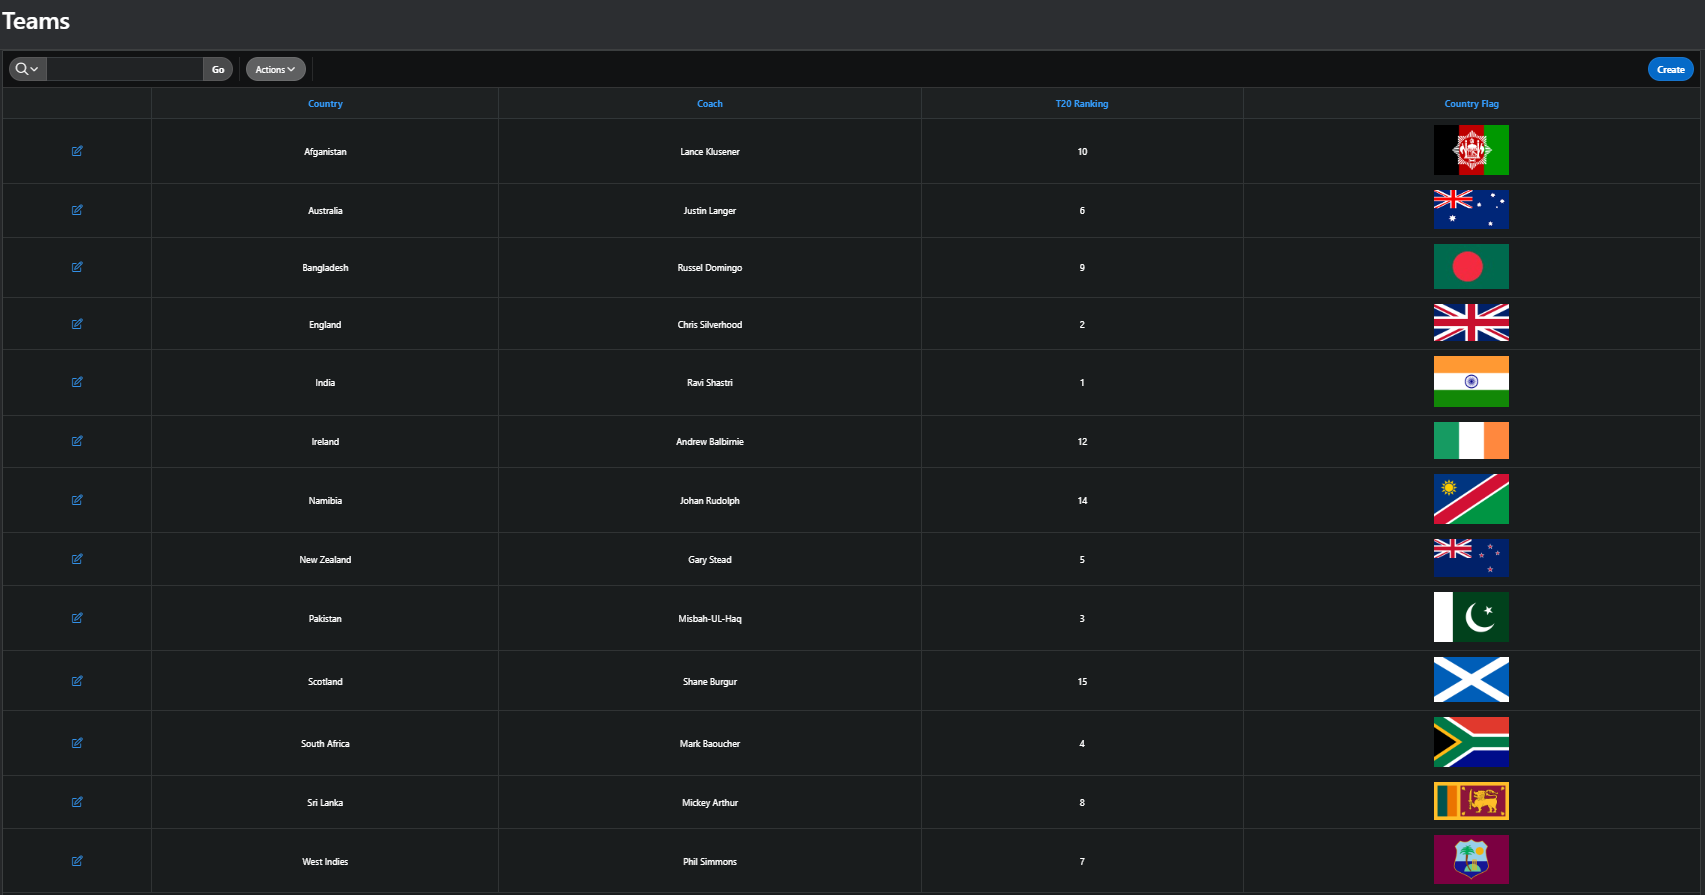 Teams
Go Actions Create
Country Coach T20 Ranking Country Flag
Afganistan Lance Klusener 10
Australia Justin Langer 6
Bangladesh Russel Domingo 9
England Chris Silverhood 2
India Ravi Shastri 1
Ireland Andrew Balbirnie 12
Namibia Johan Rudolph 14
New Zealand Gary Stead 5
Pakistan Misbah-UL-Haq 3
Scotland Shane Burgur 15
South Africa Mark Baoucher 4
Sri Lanka Mickey Arthur 8
West Indies Phil Simmons 7